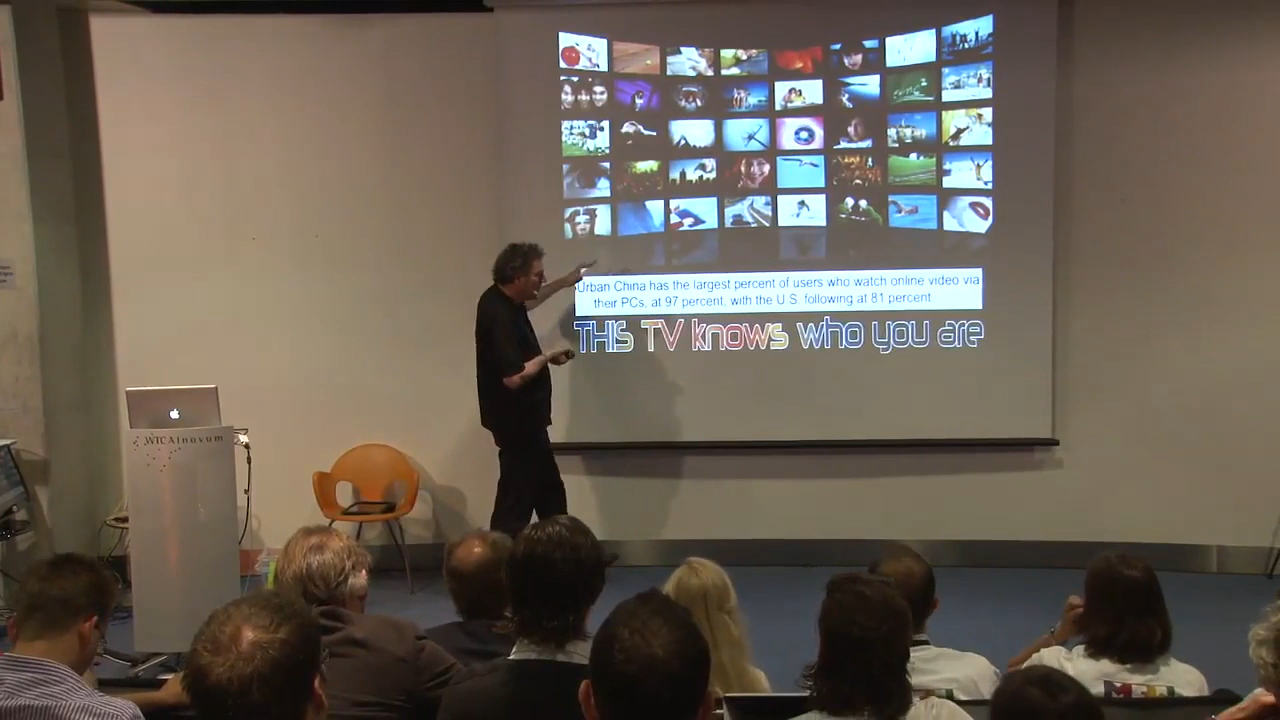 Urban China has the largest percent of users who watch online video via
their PCs, at 97 percent, with the U.S. following at 81 percent
THIS TV knows who you are
WTCAlnovum